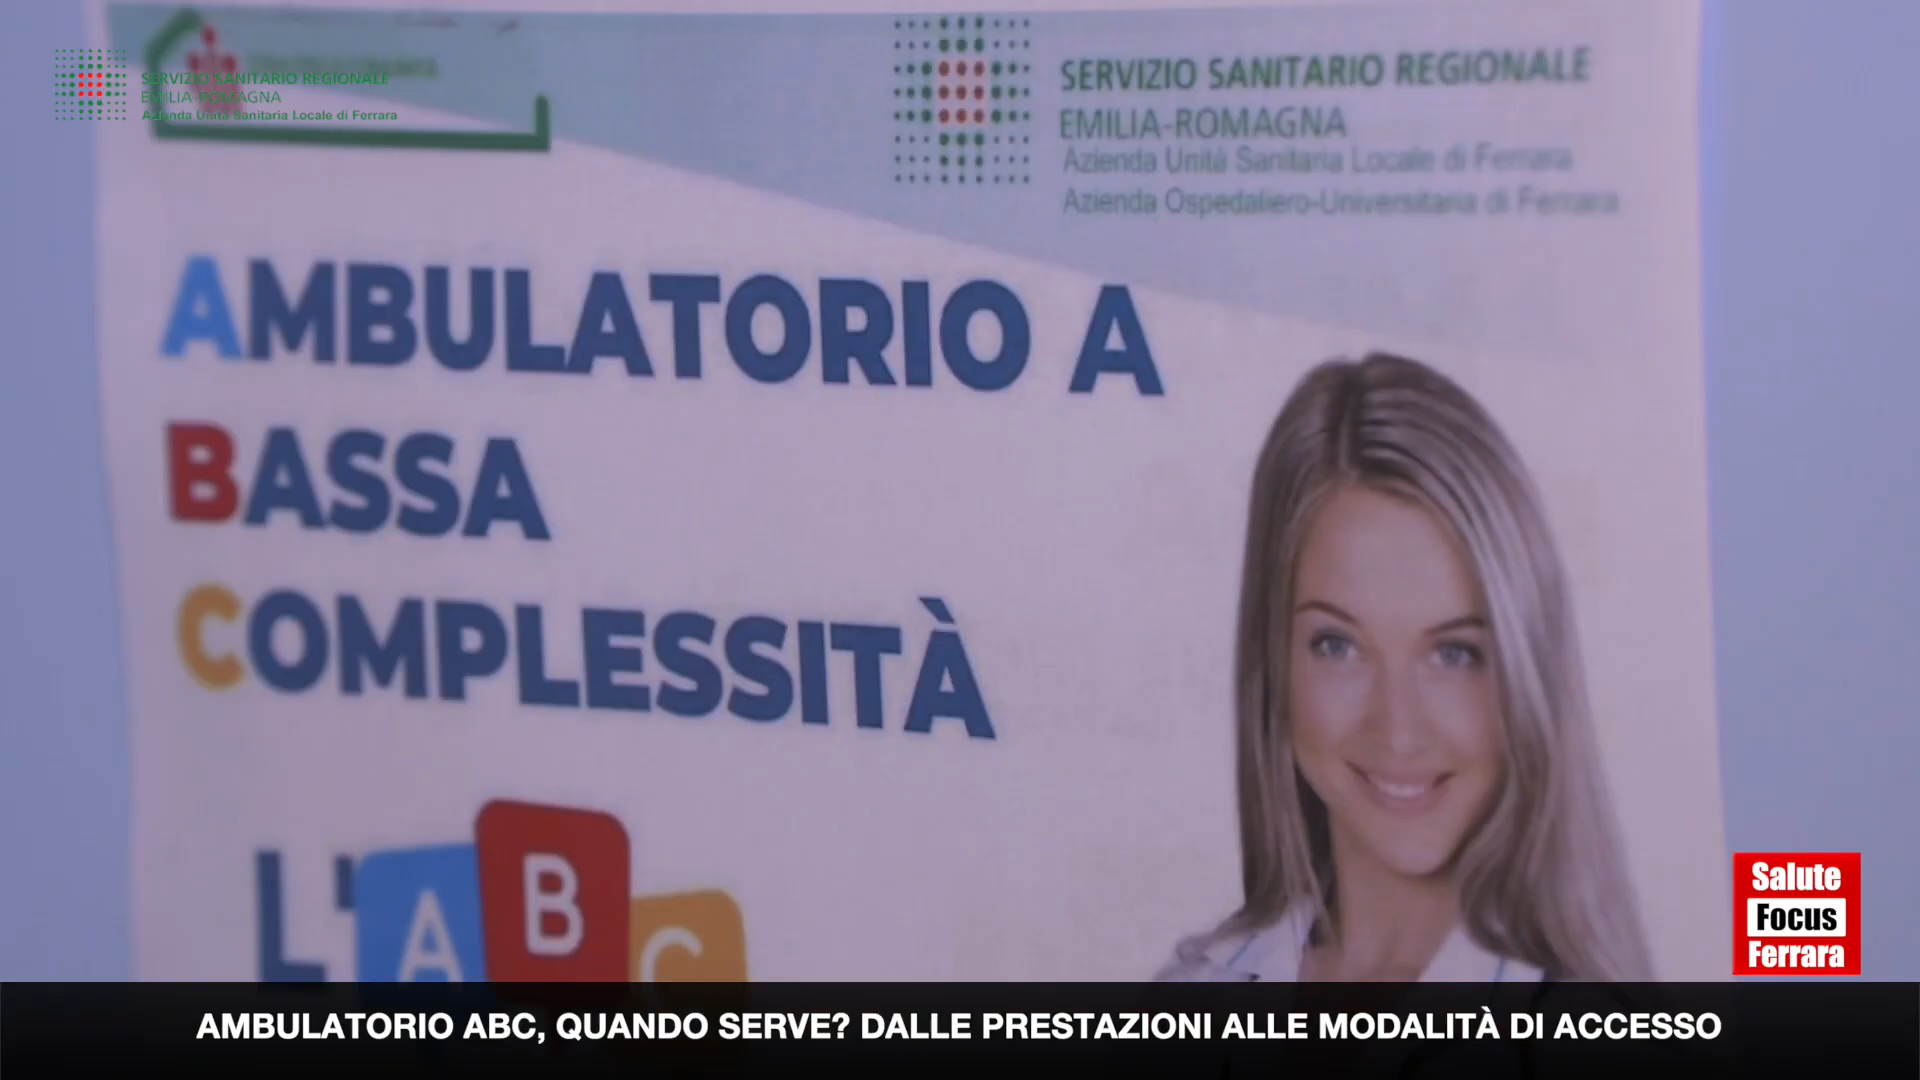 SERVIZIO SANITARIO REGIONALE
EMILIA-ROMAGNA
Azienda Unità Sanitaria Locale di Ferrara
SERVIZIO SANITARIO REGIONALE
EMILIA-ROMAGNA
Azienda Unità Sanitaria Locale di Ferrara
Azienda Ospedaliero-Universitaria di Ferrara
AMBULATORIO A
BASSA
COMPLESSITÀ
L'ABC
Salute
Focus
Ferrara
AMBULATORIO ABC, QUANDO SERVE? DALLE PRESTAZIONI ALLE MODALITÀ DI ACCESSO